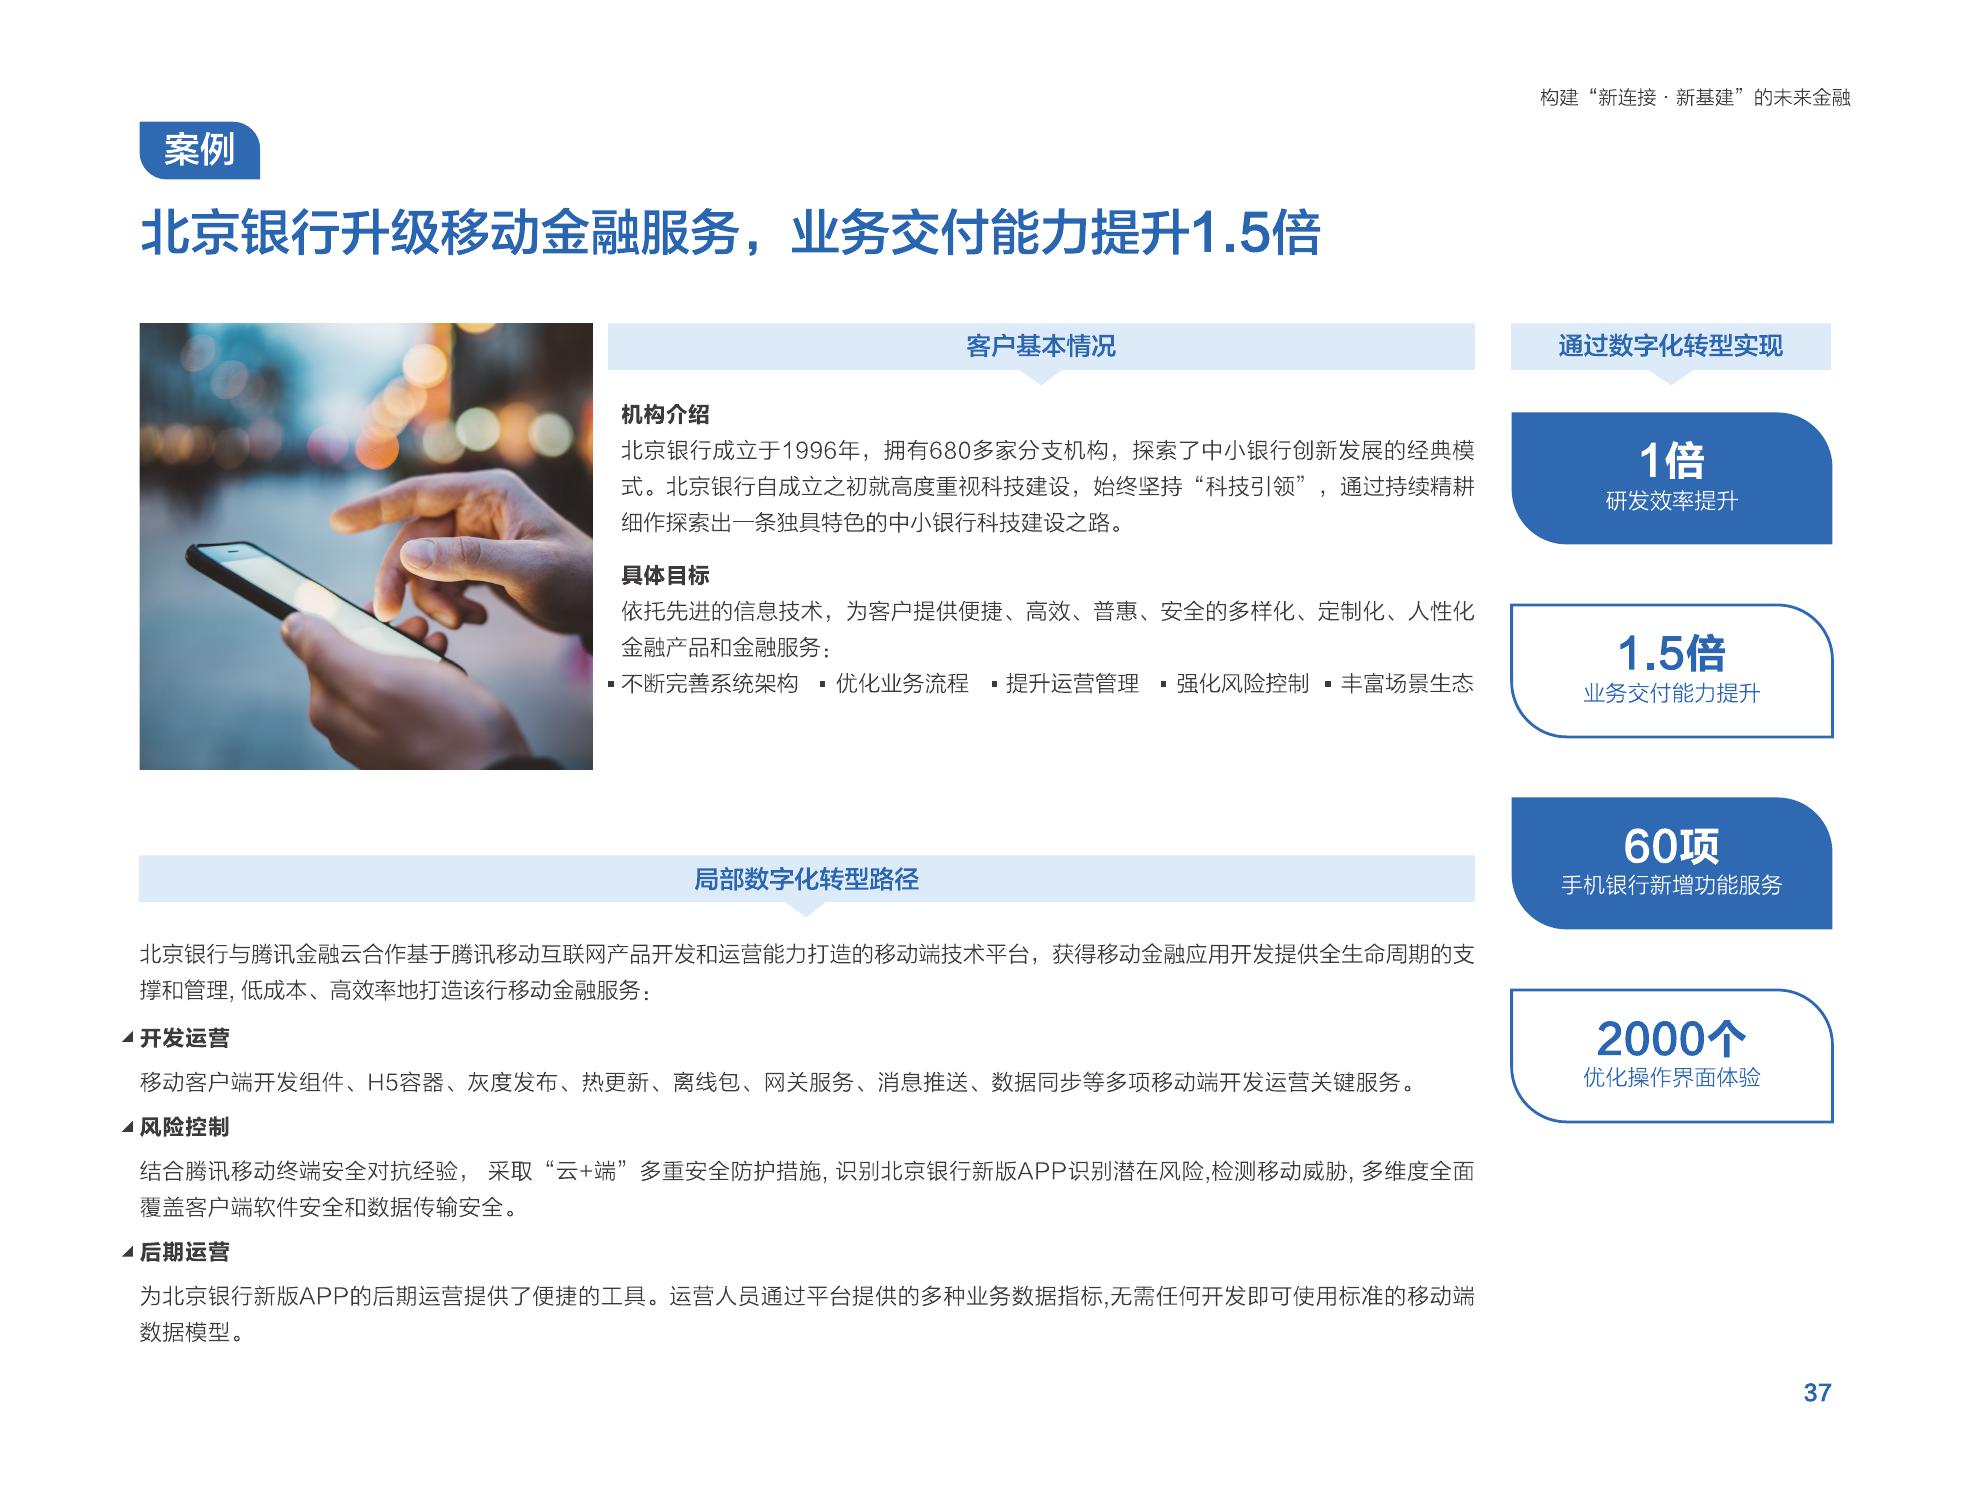 构建“新连接·新基建”的未来金融
案例
北京银行升级移动金融服务，业务交付能力提升1.5倍
客户基本情况
机构介绍
北京银行成立于1996年，拥有680多家分支机构，探索了中小银行创新发展的经典模
式。北京银行自成立之初就高度重视科技建设，始终坚持“科技引领”，通过持续精耕
细作探索出一条独具特色的中小银行科技建设之路。
具体目标
依托先进的信息技术，为客户提供便捷、高效、普惠、安全的多样化、定制化、人性化
金融产品和金融服务：
▪ 不断完善系统架构 ▪ 优化业务流程 ▪ 提升运营管理 ▪ 强化风险控制 ▪ 丰富场景生态
通过数字化转型实现
1倍
研发效率提升
1.5倍
业务交付能力提升
60项
手机银行新增功能服务
2000个
优化操作界面体验
局部数字化转型路径
北京银行与腾讯金融云合作基于腾讯移动互联网产品开发和运营能力打造的移动端技术平台，获得移动金融应用开发提供全生命周期的支
撑和管理, 低成本、高效率地打造该行移动金融服务：
开发运营
移动客户端开发组件、H5容器、灰度发布、热更新、离线包、网关服务、消息推送、数据同步等多项移动端开发运营关键服务。
风险控制
结合腾讯移动终端安全对抗经验， 采取“云+端”多重安全防护措施, 识别北京银行新版APP识别潜在风险,检测移动威胁, 多维度全面
覆盖客户端软件安全和数据传输安全。
后期运营
为北京银行新版APP的后期运营提供了便捷的工具。运营人员通过平台提供的多种业务数据指标,无需任何开发即可使用标准的移动端
数据模型。
37